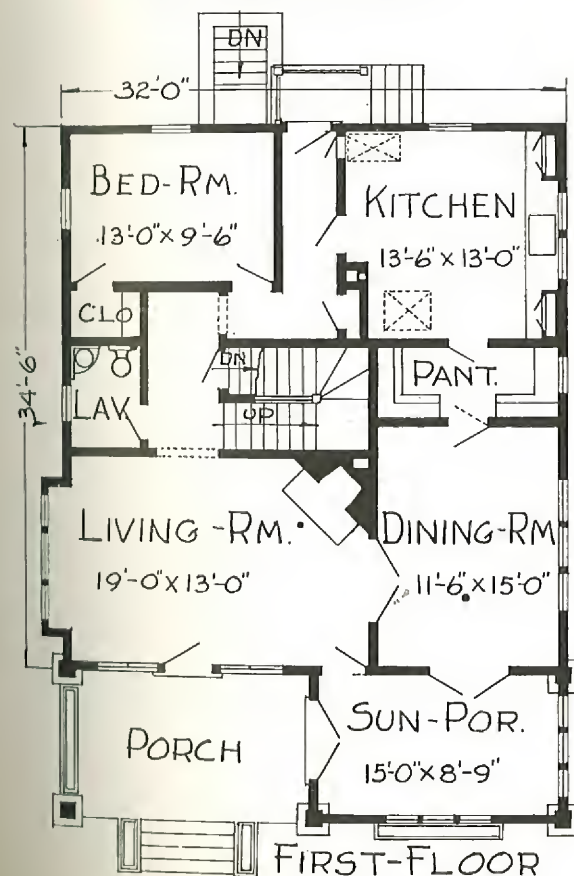 DN
32'-0"
BED-RM.
13'-0" x 9'-6"
KITCHEN
13'-6" x 13'-0"
CLO
34'-6"
LAV
DN
UP
PANT.
LIVING-RM.
19'-0" x 13'-0"
DINING-RM
11'-6" x 15'-0"
PORCH
SUN-POR.
15'-0" x 8'-9"
FIRST-FLOOR